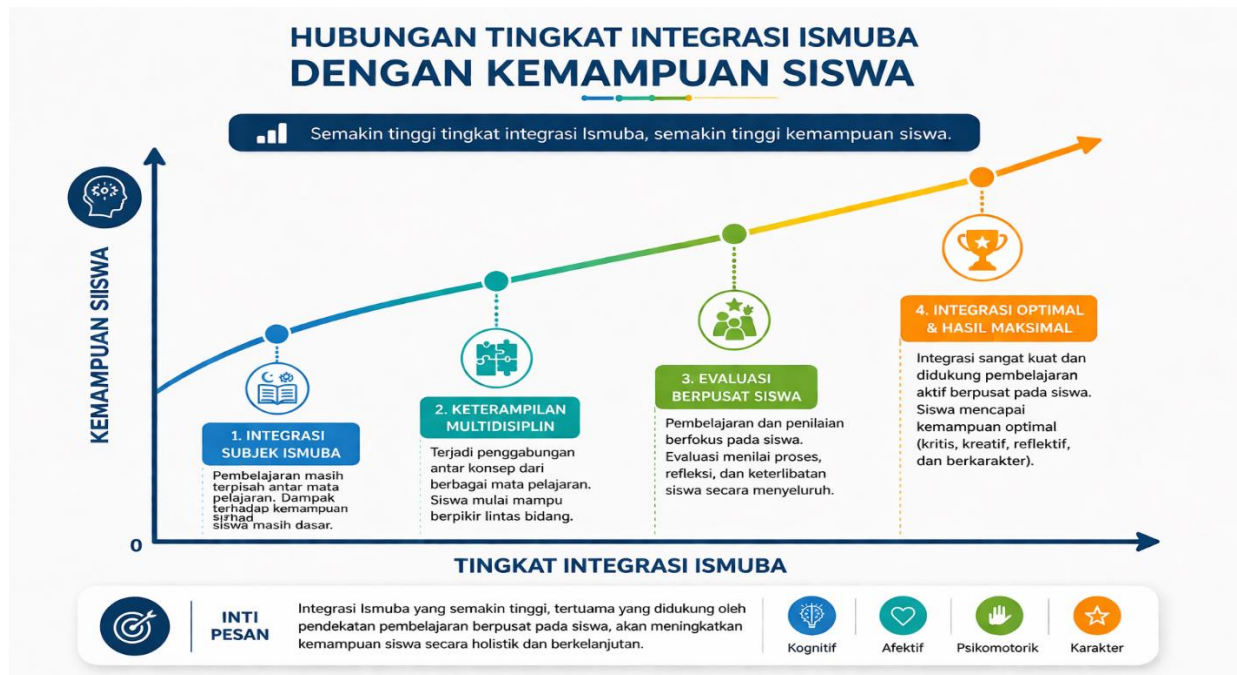 HUBUNGAN TINGKAT INTEGRASI ISMUBA
DENGAN KEMAMPUAN SISWA
Semakin tinggi tingkat integrasi Ismuba, semakin tinggi kemampuan siswa.
KEMAMPUAN SIISWA
1. INTEGRASI
SUBJEK ISMUBA
Pembelajaran masih
terpisah antar mata
pelajaran. Dampak
terhadap kemampuan
siswa masih dasar.
2. KETERAMPILAN
MULTIDISIPLIN
Terjadi penggabungan
antar konsep dari
berbagai mata pelajaran.
Siswa mulai mampu
berpikir lintas bidang.
3. EVALUASI
BERPUSAT SISWA
Pembelajaran dan penilaian
berfokus pada siswa.
Evaluasi menilai proses,
refleksi, dan keterlibatan
siswa secara menyeluruh.
4. INTEGRASI OPTIMAL
& HASIL MAKSIMAL
Integrasi sangat kuat dan
didukung pembelajaran
aktif berpusat pada siswa.
Siswa mencapai
kemampuan optimal
(kritis, kreatif, reflektif,
dan berkarakter).
0
TINGKAT INTEGRASI ISMUBA
INTI
PESAN
Integrasi Ismuba yang semakin tinggi, tertuama yang didukung oleh
pendekatan pembelajaran berpusat pada siswa, akan meningkatkan
kemampuan siswa secara holistik dan berkelanjutan.
Kognitif
Afektif
Psikomotorik
Karakter